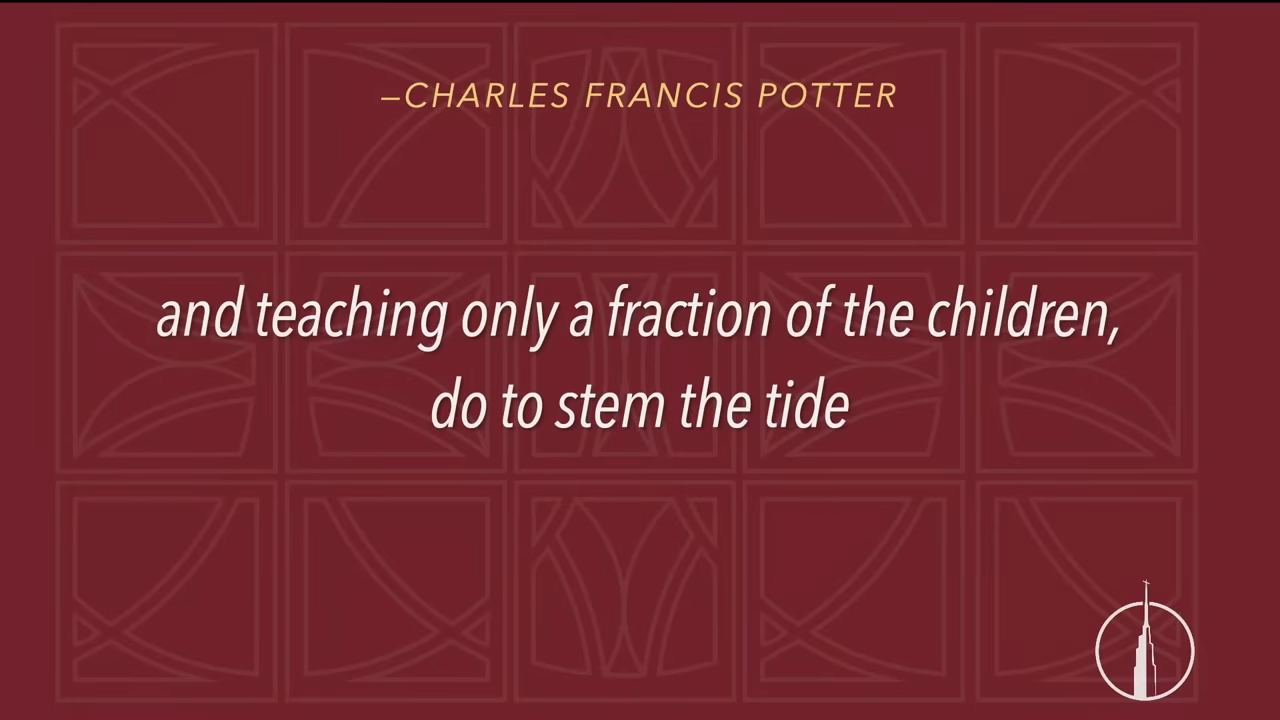 –CHARLES FRANCIS POTTER
and teaching only a fraction of the children,
do to stem the tide